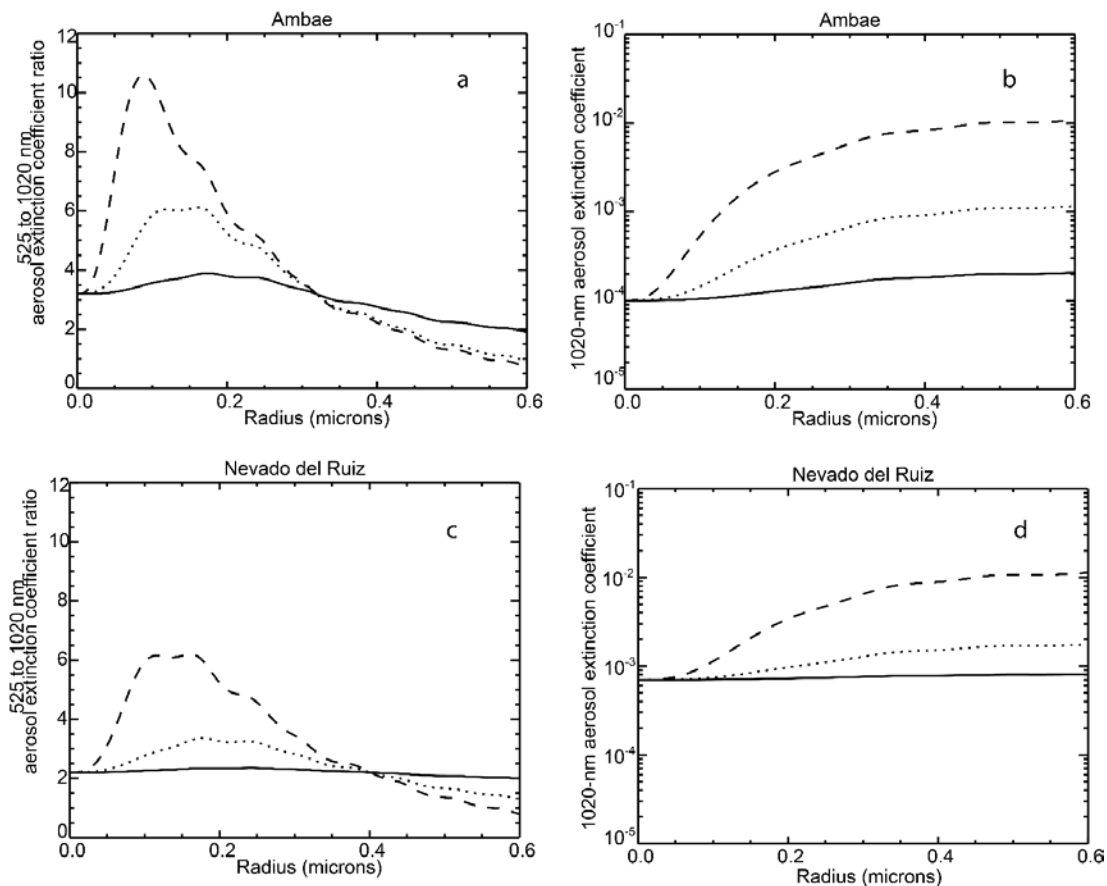 Ambae
a
525 to 1020 nm
aerosol extinction coefficient ratio
12
10
8
6
4
2
0
0.0 0.2 0.4 0.6
Radius (microns)
Ambae
b
1020-nm aerosol extinction coefficient
10-1
10-2
10-3
10-4
10-5
0.0 0.2 0.4 0.6
Radius (microns)
Nevado del Ruiz
c
525 to 1020 nm
aerosol extinction coefficient ratio
12
10
8
6
4
2
0
0.0 0.2 0.4 0.6
Radius (microns)
Nevado del Ruiz
d
1020-nm aerosol extinction coefficient
10-1
10-2
10-3
10-4
10-5
0.0 0.2 0.4 0.6
Radius (microns)